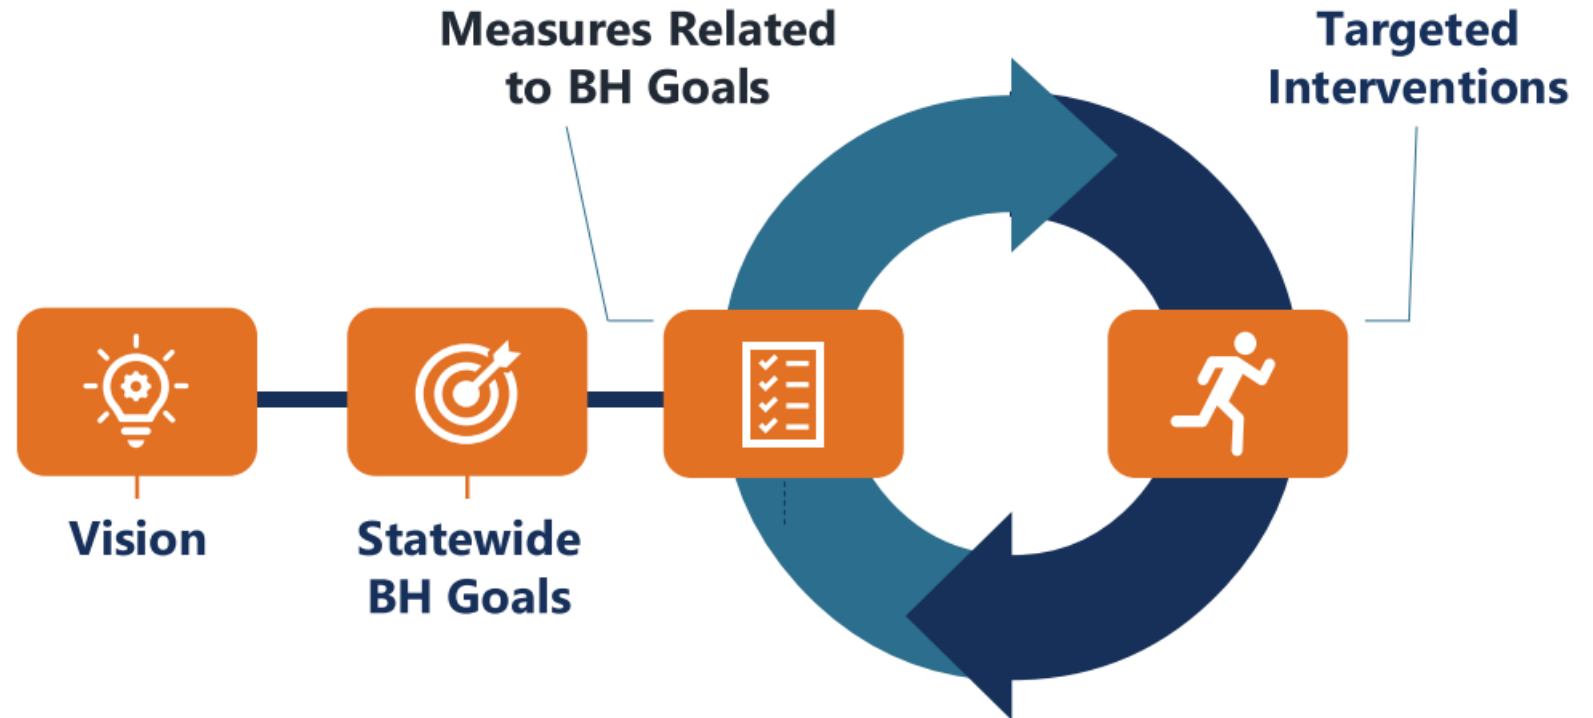 Measures Related
to BH Goals
Targeted
Interventions
Vision
Statewide
BH Goals